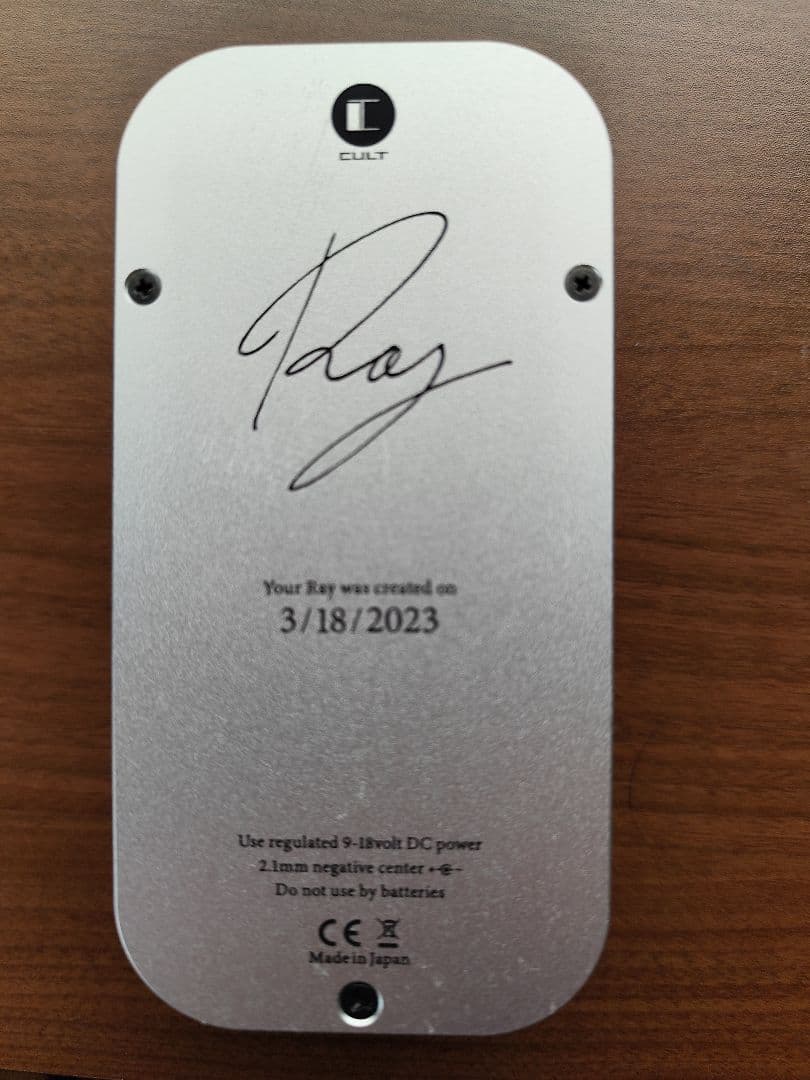 CULT
Ray
Your Ray was created on
3/18/2023
Use regulated 9-18volt DC power
2.1mm negative center
Do not use by batteries
CE
Made in Japan